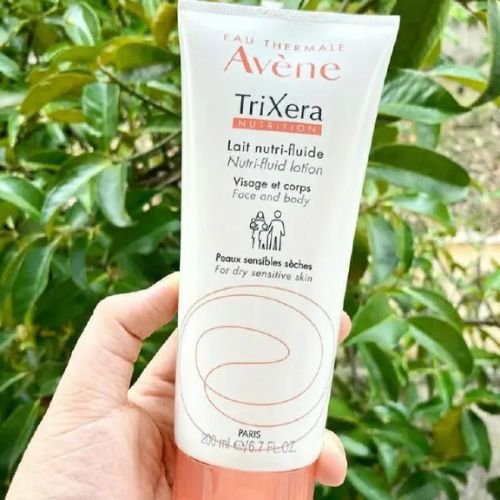 EAU THERMALE
Avène
TriXera
NUTRITION
Lait nutri-fluide
Nutri-fluid lotion
Visage et corps
Face and body
Peaux sensibles sèches
For dry sensitive skin
PARIS
200 ml ℮/6.7 FL.OZ.